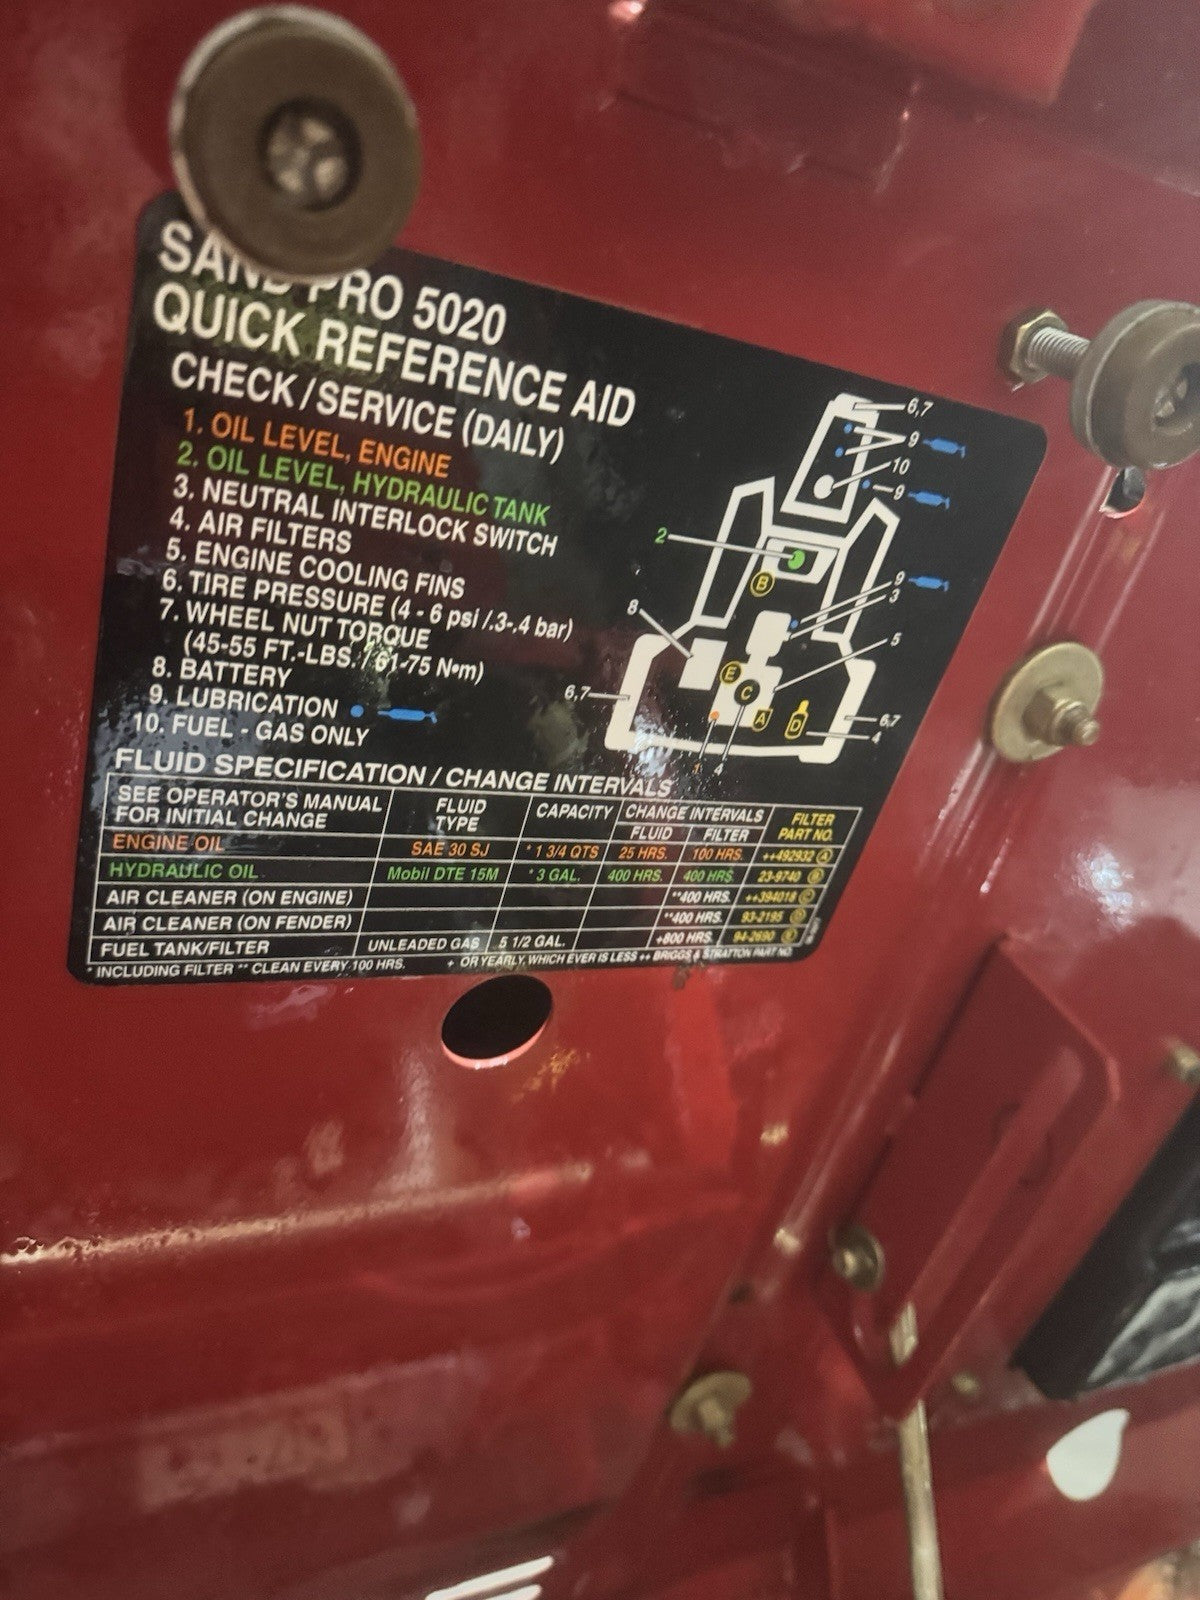 SAND PRO 5020
QUICK REFERENCE AID
CHECK/SERVICE (DAILY)
1. OIL LEVEL, ENGINE
2. OIL LEVEL, HYDRAULIC TANK
3. NEUTRAL INTERLOCK SWITCH
4. AIR FILTERS
5. ENGINE COOLING FINS
6. TIRE PRESSURE (4 - 6 psi /.3-.4 bar)
7. WHEEL NUT TORQUE
(45-55 FT.-LBS. / 61-75 N•m)
8. BATTERY
9. LUBRICATION
10. FUEL - GAS ONLY
6,7
9
10
9
2
B
9
3
8
5
E
C
6,7
A
D
6,7
4
1
4
FLUID SPECIFICATION / CHANGE INTERVALS
SEE OPERATOR'S MANUAL FOR INITIAL CHANGE FLUID TYPE CAPACITY CHANGE INTERVALS FILTER PART NO.
FLUID FILTER
ENGINE OIL SAE 30 SJ * 1 3/4 QTS 25 HRS. 100 HRS. ++492932 A
HYDRAULIC OIL Mobil DTE 15M * 3 GAL. 400 HRS. 400 HRS. 23-9740 B
AIR CLEANER (ON ENGINE) **400 HRS. ++394018 C
AIR CLEANER (ON FENDER) **400 HRS. 93-2195 D
FUEL TANK/FILTER UNLEADED GAS 5 1/2 GAL. +800 HRS. 94-2690 E
* INCLUDING FILTER ** CLEAN EVERY 100 HRS. + OR YEARLY, WHICH EVER IS LESS ++ BRIGGS & STRATTON PART NO.